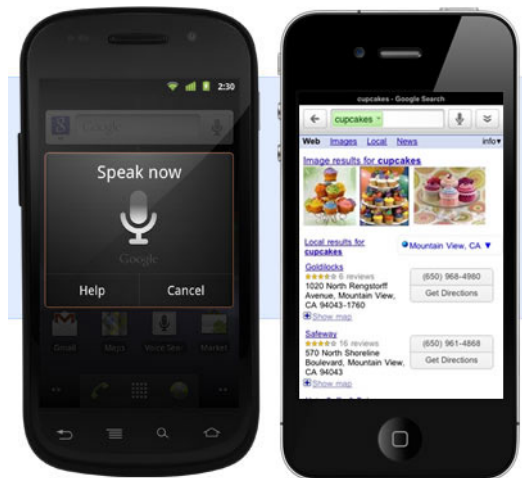 2:30
Google
Speak now
Google
Help
Cancel
Gmail
Maps
Voice Sea
Market
cupcakes - Google Search
cupcakes
Web Images Local News info
Image results for cupcakes
Local results for
cupcakes
Mountain View, CA
Goldilocks
6 reviews
1020 North Rengstorff
Avenue, Mountain View,
CA 94043-1760
Show map
(650) 968-4980
Get Directions
Safeway
16 reviews
570 North Shoreline
Boulevard, Mountain View,
CA 94043
Show map
(650) 961-4868
Get Directions